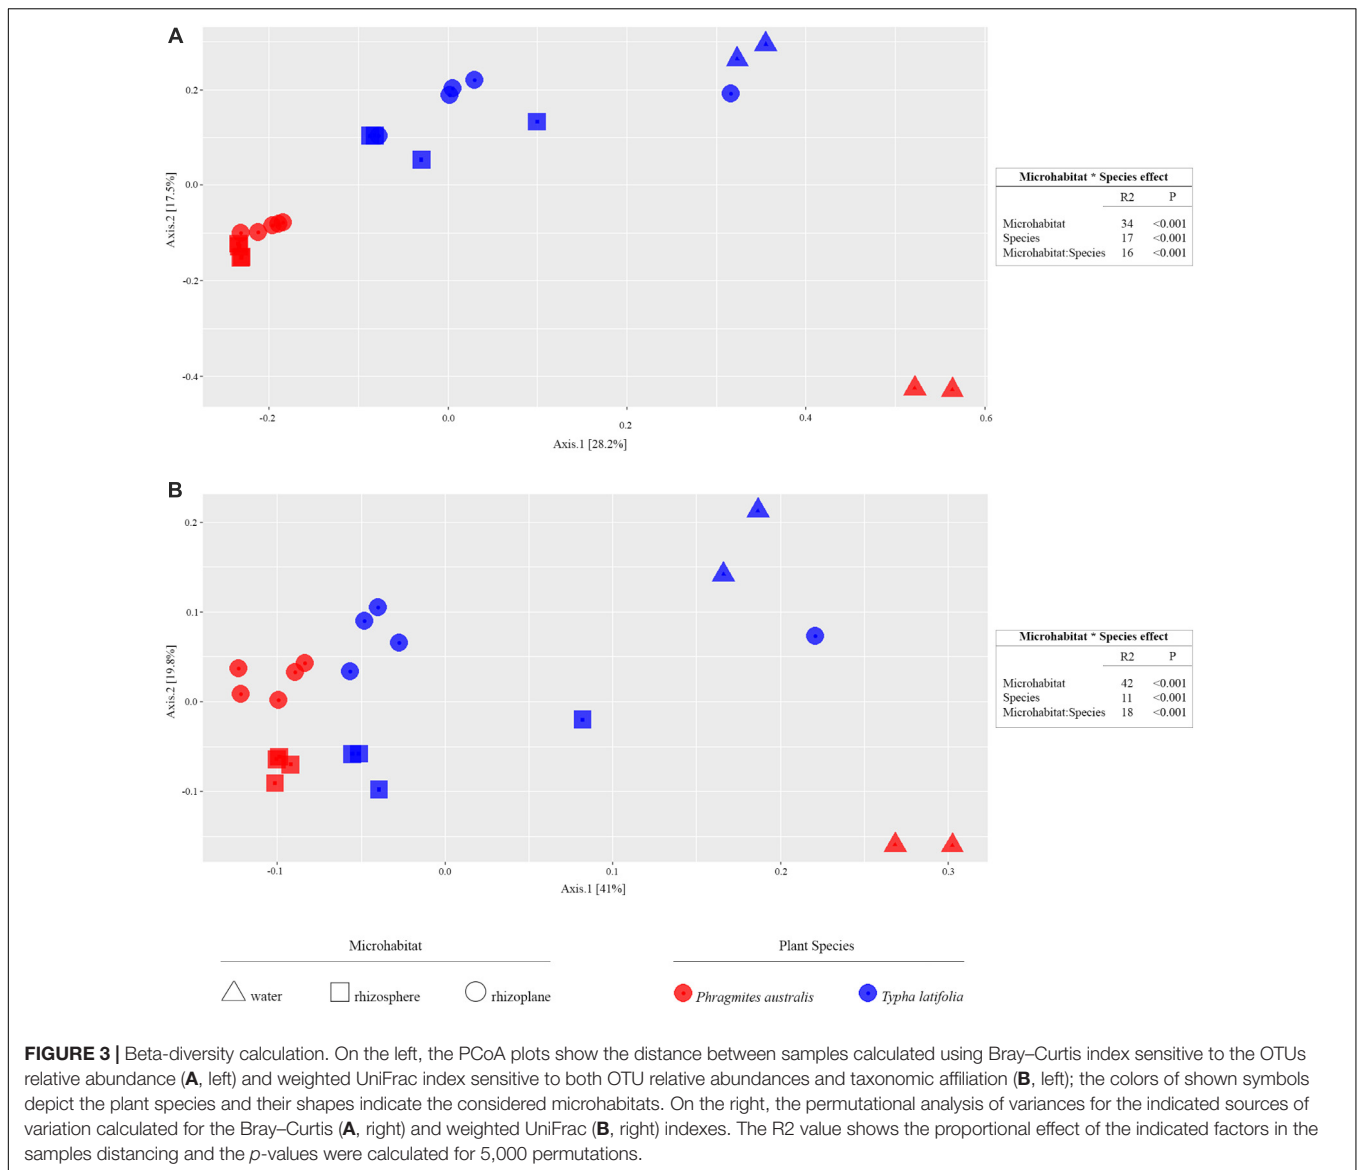 A
0.2
0.0
-0.2
-0.4
Axis.2 [17.5%]
-0.2
0.0
0.2
0.4
0.6
Axis.1 [28.2%]
Microhabitat * Species effect
R2 P
Microhabitat 34 <0.001
Species 17 <0.001
Microhabitat:Species 16 <0.001
B
0.2
0.1
0.0
-0.1
Axis.2 [19.8%]
-0.1
0.0
0.1
0.2
0.3
Axis.1 [41%]
Microhabitat * Species effect
R2 P
Microhabitat 42 <0.001
Species 11 <0.001
Microhabitat:Species 18 <0.001
Microhabitat
water
rhizosphere
rhizoplane
Plant Species
Phragmites australis
Typha latifolia
FIGURE 3 | Beta-diversity calculation. On the left, the PCoA plots show the distance between samples calculated using Bray–Curtis index sensitive to the OTUs
relative abundance (A, left) and weighted UniFrac index sensitive to both OTU relative abundances and taxonomic affiliation (B, left); the colors of shown symbols
depict the plant species and their shapes indicate the considered microhabitats. On the right, the permutational analysis of variances for the indicated sources of
variation calculated for the Bray–Curtis (A, right) and weighted UniFrac (B, right) indexes. The R2 value shows the proportional effect of the indicated factors in the
samples distancing and the p-values were calculated for 5,000 permutations.